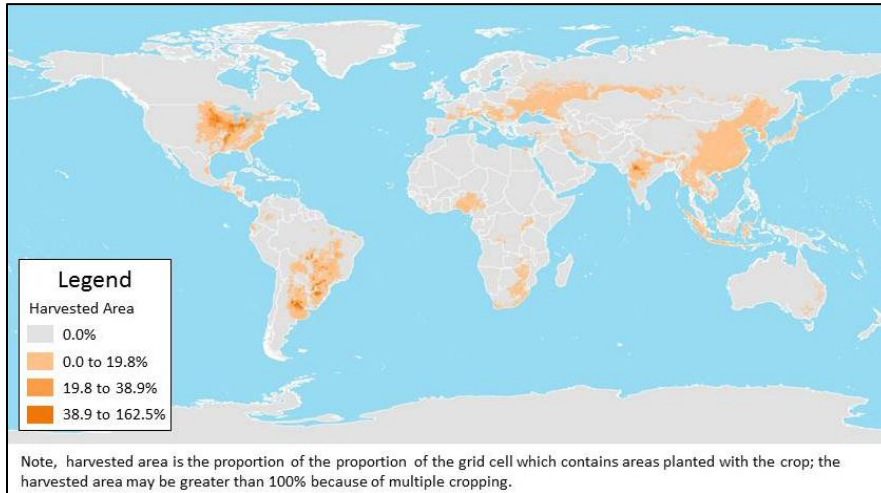 Legend
Harvested Area
0.0%
0.0 to 19.8%
19.8 to 38.9%
38.9 to 162.5%
Note, harvested area is the proportion of the proportion of the grid cell which contains areas planted with the crop; the
harvested area may be greater than 100% because of multiple cropping.